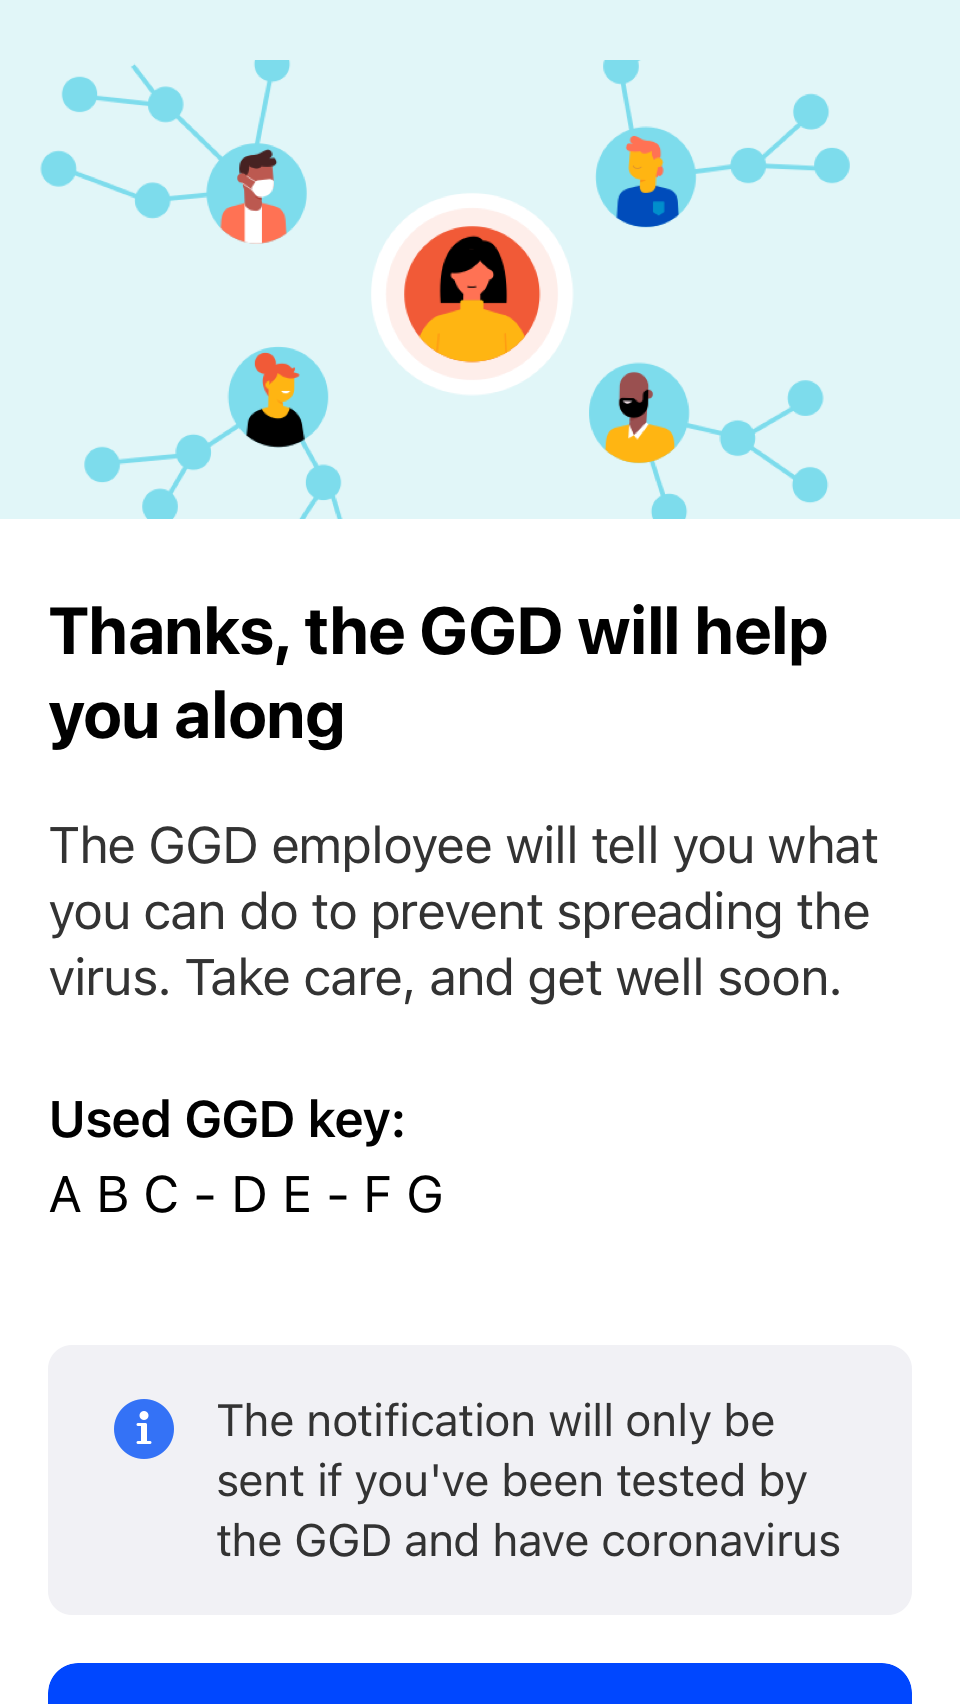 Thanks, the GGD will help
you along
The GGD employee will tell you what
you can do to prevent spreading the
virus. Take care, and get well soon.
Used GGD key:
A B C - D E - F G
The notification will only be
sent if you've been tested by
the GGD and have coronavirus